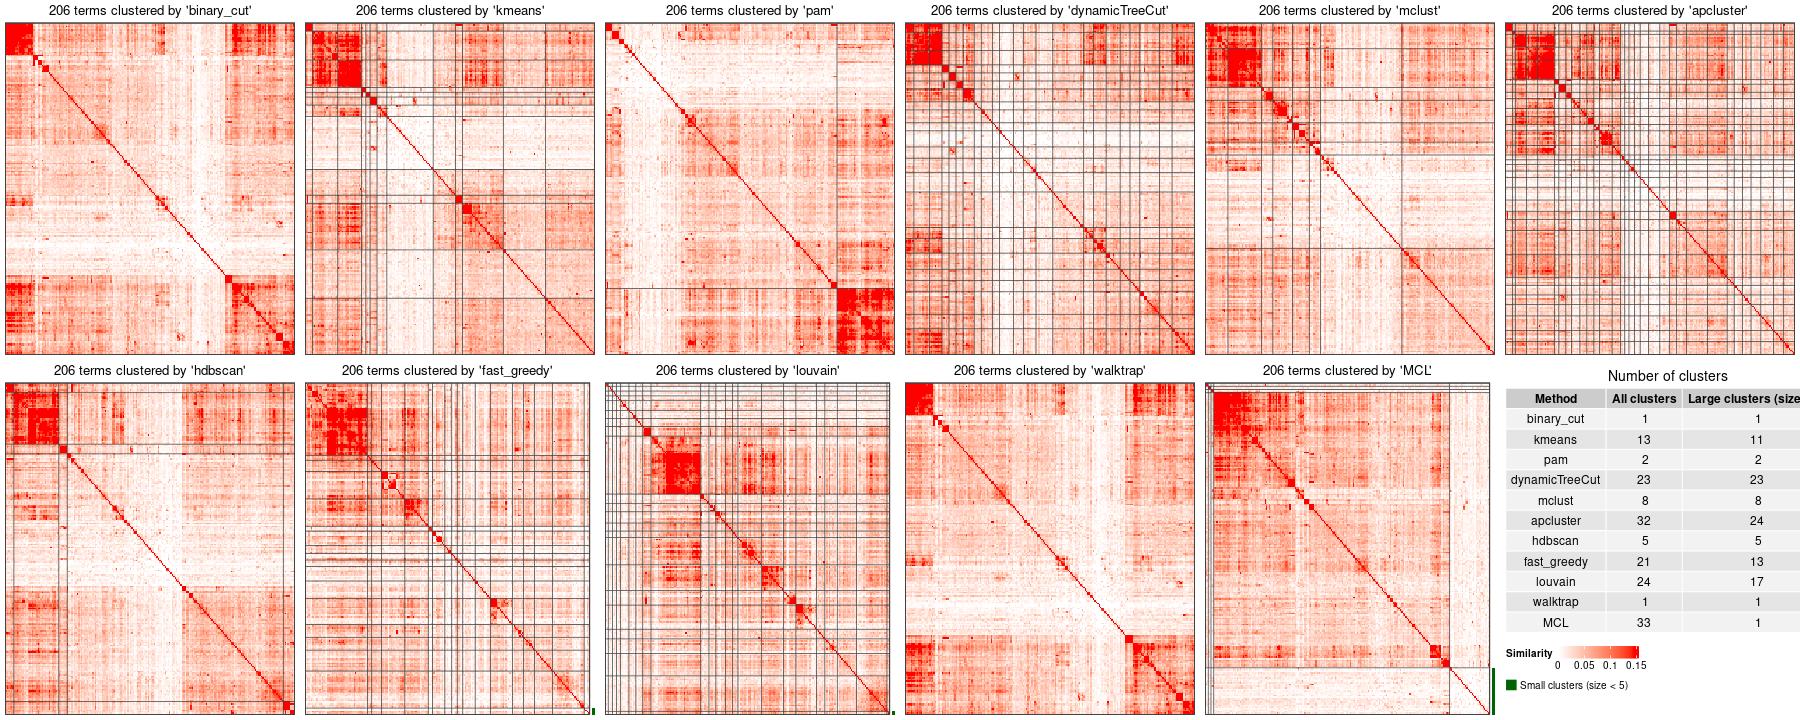 206 terms clustered by 'binary_cut'
206 terms clustered by 'kmeans'
206 terms clustered by 'pam'
206 terms clustered by 'dynamicTreeCut'
206 terms clustered by 'mclust'
206 terms clustered by 'apcluster'
206 terms clustered by 'hdbscan'
206 terms clustered by 'fast_greedy'
206 terms clustered by 'louvain'
206 terms clustered by 'walktrap'
206 terms clustered by 'MCL'
Number of clusters
Method All clusters Large clusters (size
binary_cut 1 1
kmeans 13 11
pam 2 2
dynamicTreeCut 23 23
mclust 8 8
apcluster 32 24
hdbscan 5 5
fast_greedy 21 13
louvain 24 17
walktrap 1 1
MCL 33 1
Similarity
0 0.05 0.1 0.15
Small clusters (size < 5)